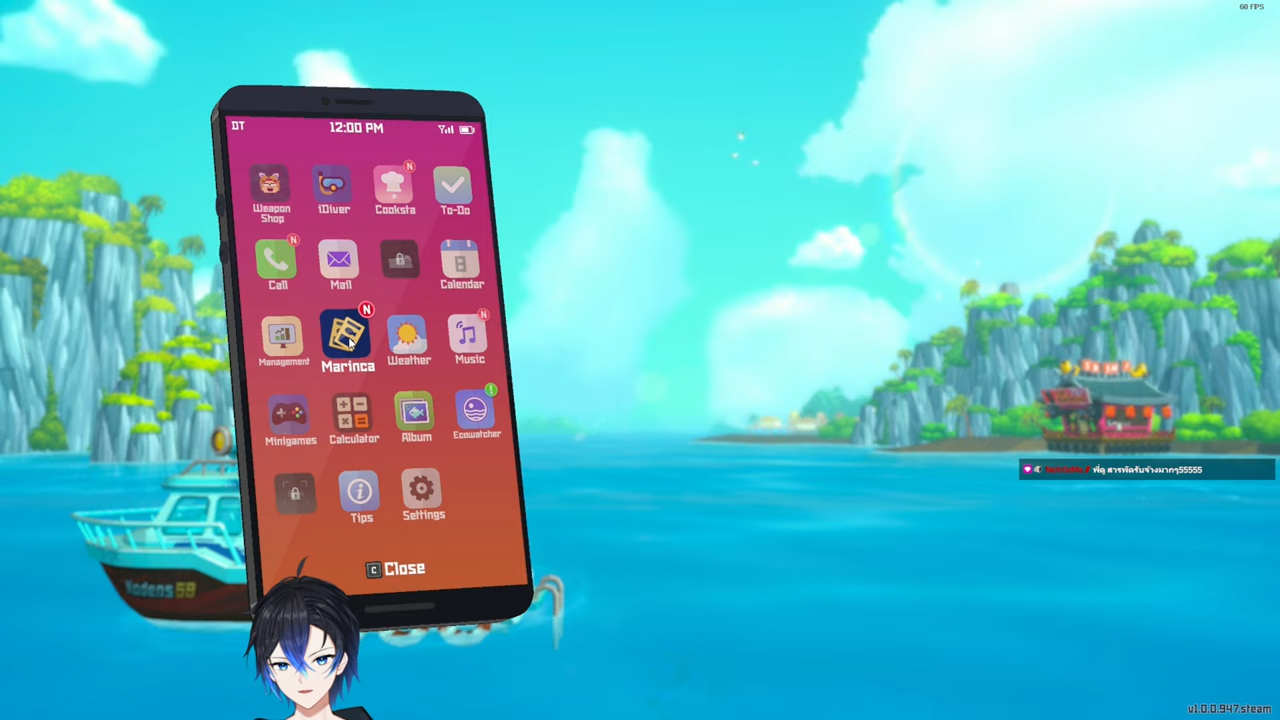 60 FPS
DT
12:00 PM
Weapon Shop
iDiver
N
Cooksta
To-Do
N
Call
Mail
Calendar
Management
N
Marinca
Weather
N
Music
Minigames
Calculator
Album
!
Ecowatcher
Tips
Settings
C Close
พี่ดุ สารพัดรับจ้างมากๆ55555
v1.0.0.947.steam